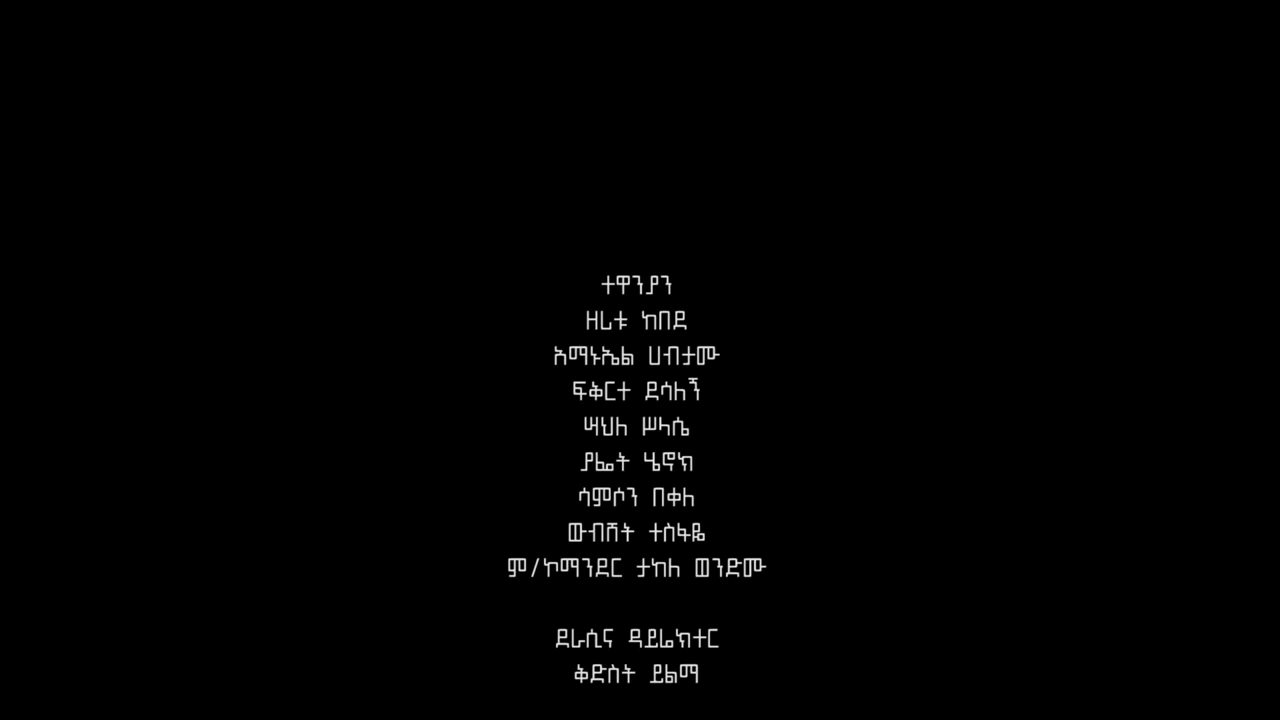 ተዋንያን
ዘሪቱ ከበደ
አማኑኤል ሀብታሙ
ፍቅርተ ደሳለኝ
ሣህለ ሥላሴ
ያፌት ሄኖክ
ሳምሶን በቀለ
ውብሸት ተስፋዬ
ም/ኮማንደር ታከለ ወንድሙ
ደራሲና ዳይሬክተር
ቅድስት ይልማ